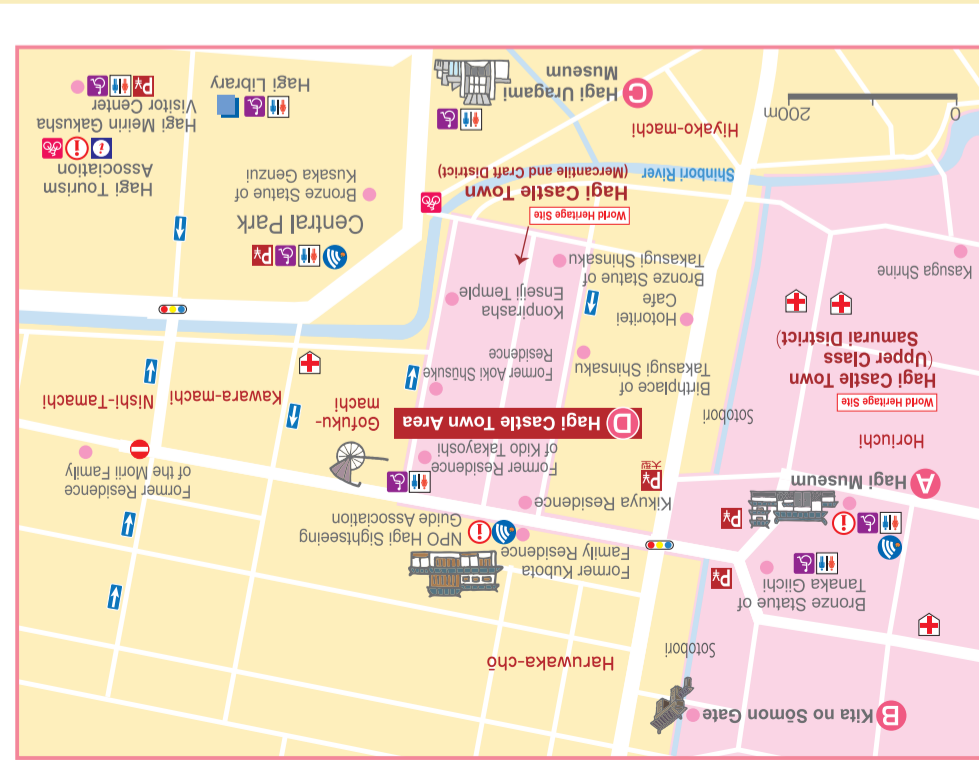 B Kita no Sōmon Gate
Sotobori
Haruwaka-chō
Bronze Statue of
Tanaka Giichi
P
Former Kubota
Family Residence
NPO Hagi Sightseeing
Guide Association
P
A Hagi Museum
Horiuchi
World Heritage Site
Hagi Castle Town
(Upper Class
Samurai District)
Kasuga Shrine
P
大型
Kikuya Residence
Former Residence
of Kido Takayoshi
D Hagi Castle Town Area
Sotobori
Birthplace of
Takasugi Shinsaku
Former Aoki Shūsuke
Residence
Hotoritei
Cafe
Konpirasha
Enseiji Temple
Bronze Statue of
Takasugi Shinsaku
World Heritage Site
Hagi Castle Town
(Mercantile and Craft District)
Gofuku-
machi
Kawara-machi
Nishi-Tamachi
Former Residence
of the Morii Family
P
Central Park
Bronze Statue of
Kusaka Genzui
Hagi Tourism
Association
i
Hagi Meirin Gakusha
Visitor Center
P
Hagi Library
Shinbori River
Hiyako-machi
C Hagi Uragami
Museum
0
200m